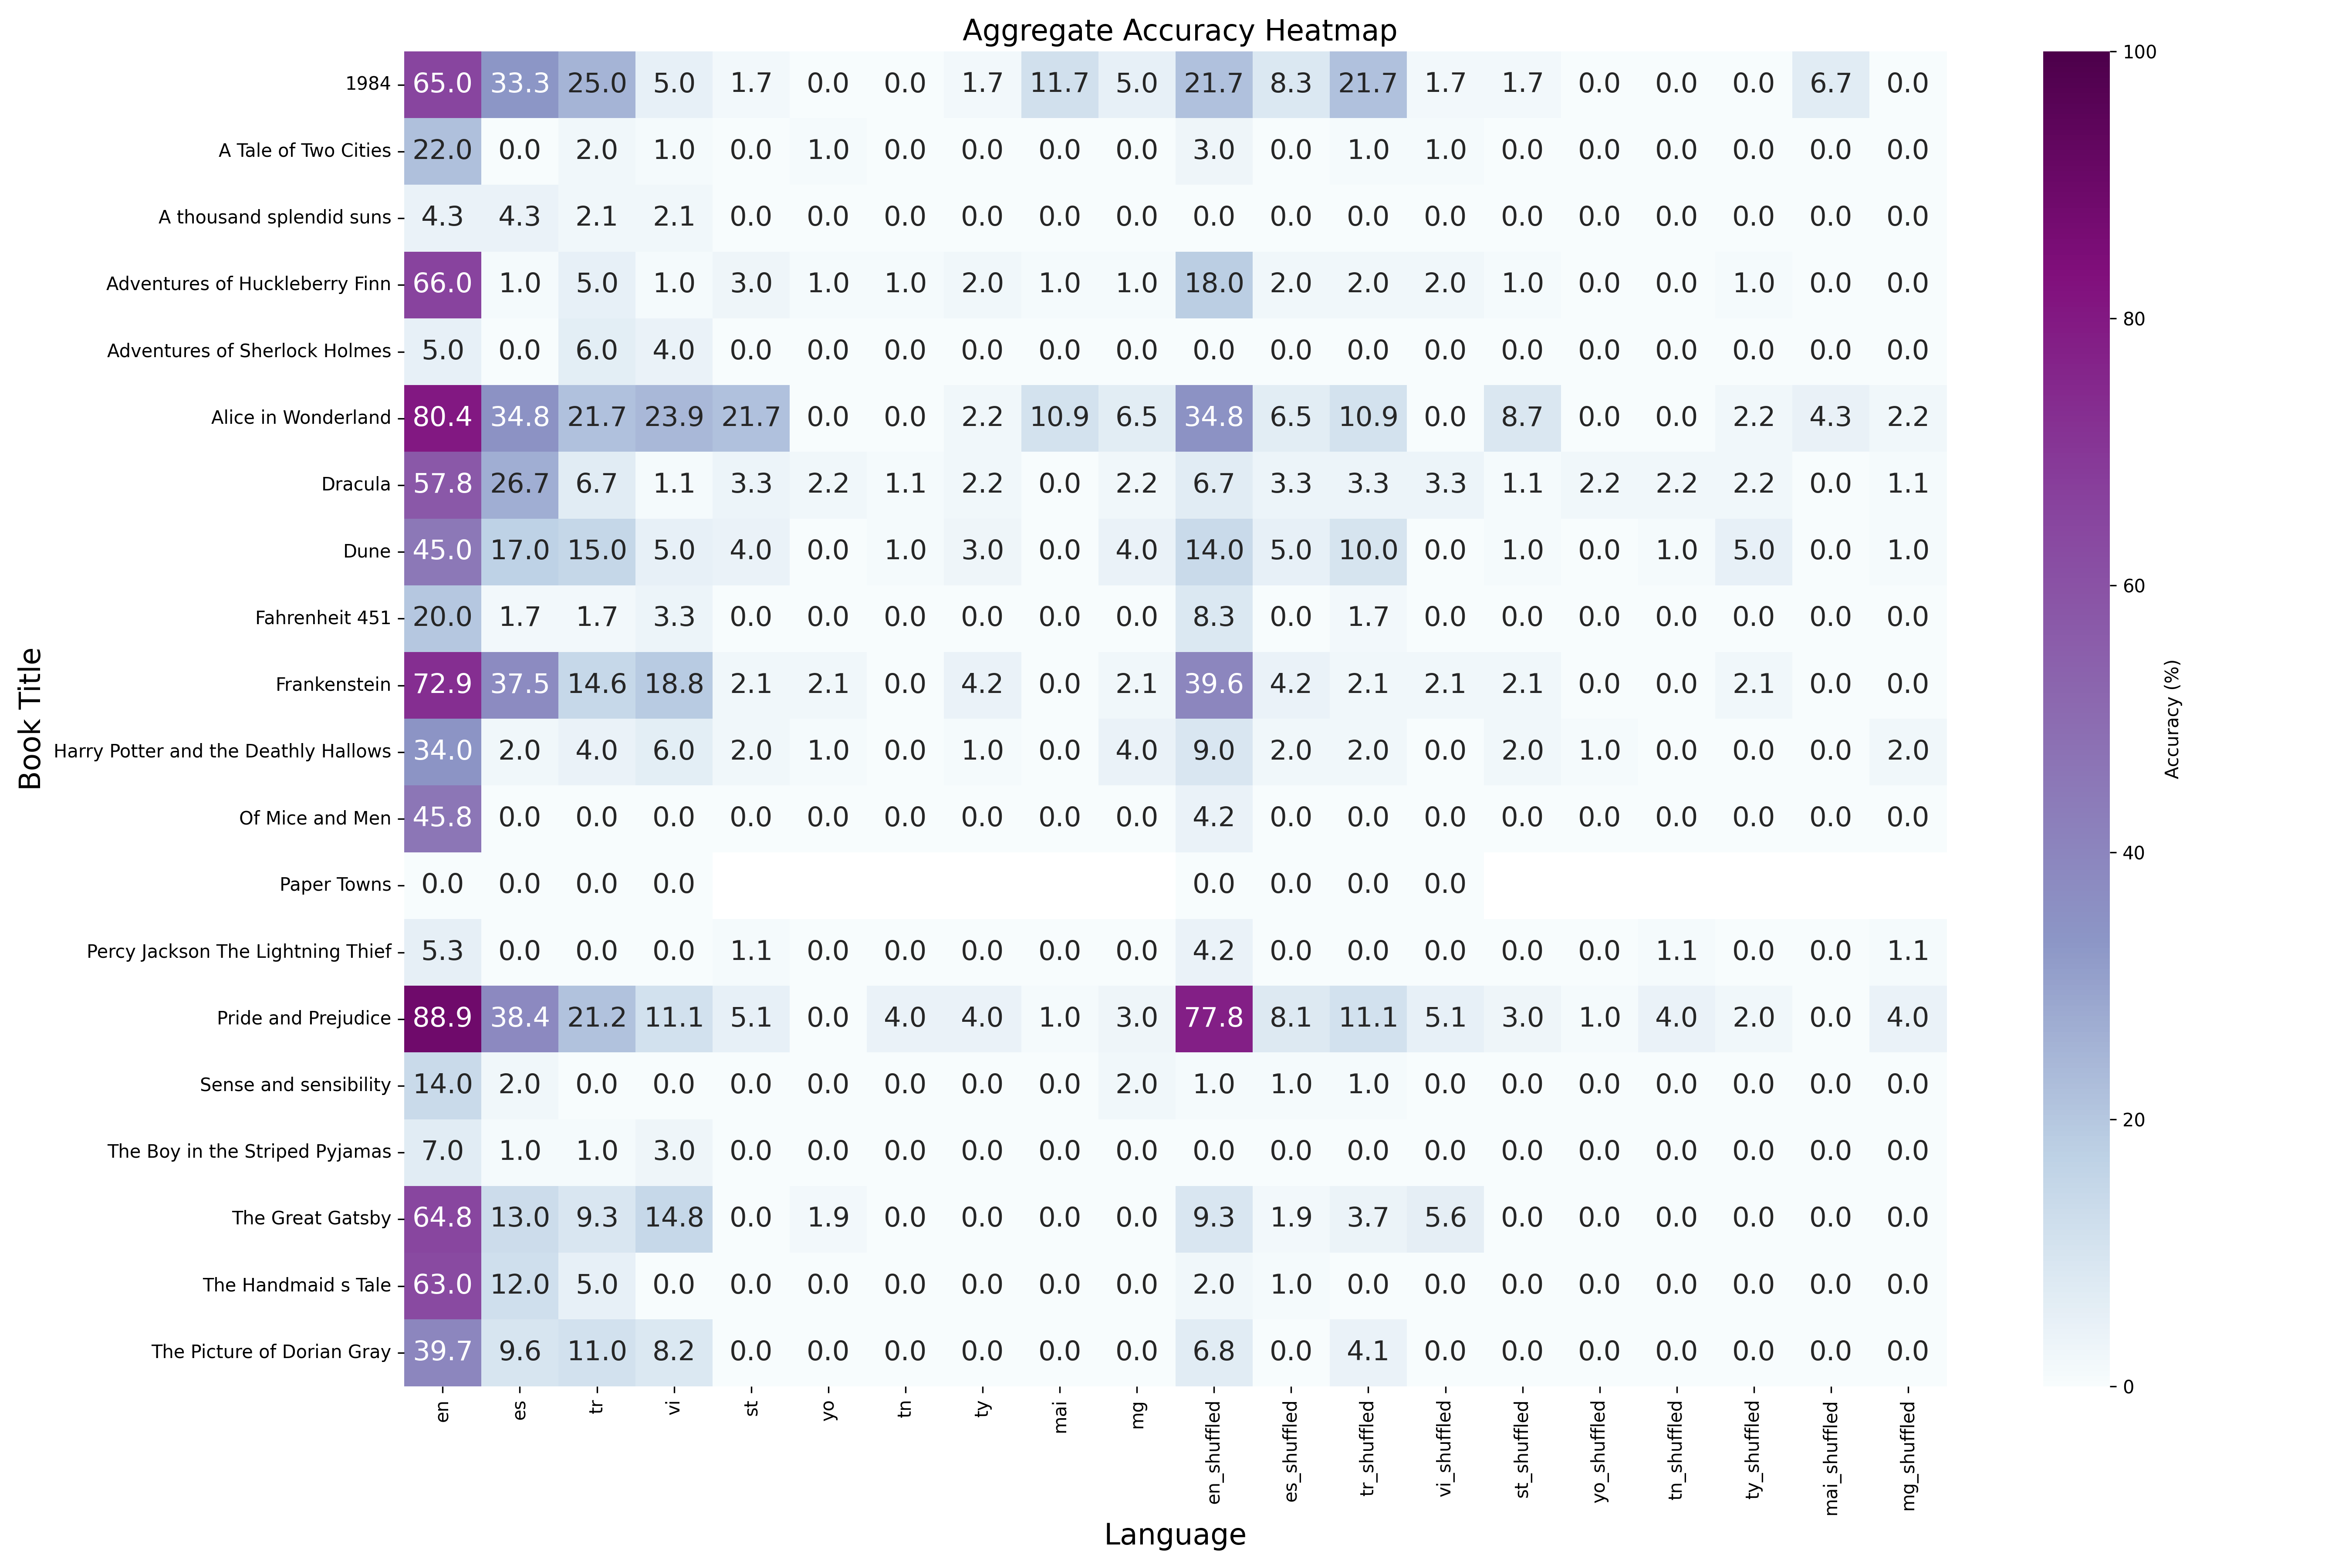 Aggregate Accuracy Heatmap
Book Title
1984 65.0 33.3 25.0 5.0 1.7 0.0 0.0 1.7 11.7 5.0 21.7 8.3 21.7 1.7 1.7 0.0 0.0 0.0 6.7 0.0
A Tale of Two Cities 22.0 0.0 2.0 1.0 0.0 1.0 0.0 0.0 0.0 0.0 3.0 0.0 1.0 1.0 0.0 0.0 0.0 0.0 0.0 0.0
A thousand splendid suns 4.3 4.3 2.1 2.1 0.0 0.0 0.0 0.0 0.0 0.0 0.0 0.0 0.0 0.0 0.0 0.0 0.0 0.0 0.0 0.0
Adventures of Huckleberry Finn 66.0 1.0 5.0 1.0 3.0 1.0 1.0 2.0 1.0 1.0 18.0 2.0 2.0 2.0 1.0 0.0 0.0 1.0 0.0 0.0
Adventures of Sherlock Holmes 5.0 0.0 6.0 4.0 0.0 0.0 0.0 0.0 0.0 0.0 0.0 0.0 0.0 0.0 0.0 0.0 0.0 0.0 0.0 0.0
Alice in Wonderland 80.4 34.8 21.7 23.9 21.7 0.0 0.0 2.2 10.9 6.5 34.8 6.5 10.9 0.0 8.7 0.0 0.0 2.2 4.3 2.2
Dracula 57.8 26.7 6.7 1.1 3.3 2.2 1.1 2.2 0.0 2.2 6.7 3.3 3.3 3.3 1.1 2.2 2.2 2.2 0.0 1.1
Dune 45.0 17.0 15.0 5.0 4.0 0.0 1.0 3.0 0.0 4.0 14.0 5.0 10.0 0.0 1.0 0.0 1.0 5.0 0.0 1.0
Fahrenheit 451 20.0 1.7 1.7 3.3 0.0 0.0 0.0 0.0 0.0 0.0 8.3 0.0 1.7 0.0 0.0 0.0 0.0 0.0 0.0 0.0
Frankenstein 72.9 37.5 14.6 18.8 2.1 2.1 0.0 4.2 0.0 2.1 39.6 4.2 2.1 2.1 2.1 0.0 0.0 2.1 0.0 0.0
Harry Potter and the Deathly Hallows 34.0 2.0 4.0 6.0 2.0 1.0 0.0 1.0 0.0 4.0 9.0 2.0 2.0 0.0 2.0 1.0 0.0 0.0 0.0 2.0
Of Mice and Men 45.8 0.0 0.0 0.0 0.0 0.0 0.0 0.0 0.0 0.0 4.2 0.0 0.0 0.0 0.0 0.0 0.0 0.0 0.0 0.0
Paper Towns 0.0 0.0 0.0 0.0 0.0 0.0 0.0 0.0
Percy Jackson The Lightning Thief 5.3 0.0 0.0 0.0 1.1 0.0 0.0 0.0 0.0 0.0 4.2 0.0 0.0 0.0 0.0 0.0 1.1 0.0 0.0 1.1
Pride and Prejudice 88.9 38.4 21.2 11.1 5.1 0.0 4.0 4.0 1.0 3.0 77.8 8.1 11.1 5.1 3.0 1.0 4.0 2.0 0.0 4.0
Sense and sensibility 14.0 2.0 0.0 0.0 0.0 0.0 0.0 0.0 0.0 2.0 1.0 1.0 1.0 0.0 0.0 0.0 0.0 0.0 0.0 0.0
The Boy in the Striped Pyjamas 7.0 1.0 1.0 3.0 0.0 0.0 0.0 0.0 0.0 0.0 0.0 0.0 0.0 0.0 0.0 0.0 0.0 0.0 0.0 0.0
The Great Gatsby 64.8 13.0 9.3 14.8 0.0 1.9 0.0 0.0 0.0 0.0 9.3 1.9 3.7 5.6 0.0 0.0 0.0 0.0 0.0 0.0
The Handmaid s Tale 63.0 12.0 5.0 0.0 0.0 0.0 0.0 0.0 0.0 0.0 2.0 1.0 0.0 0.0 0.0 0.0 0.0 0.0 0.0 0.0
The Picture of Dorian Gray 39.7 9.6 11.0 8.2 0.0 0.0 0.0 0.0 0.0 0.0 6.8 0.0 4.1 0.0 0.0 0.0 0.0 0.0 0.0 0.0
en es tr vi st yo tn ty mai mg en_shuffled es_shuffled tr_shuffled vi_shuffled st_shuffled yo_shuffled tn_shuffled ty_shuffled mai_shuffled mg_shuffled
Language
100
80
60
40
20
0
Accuracy (%)